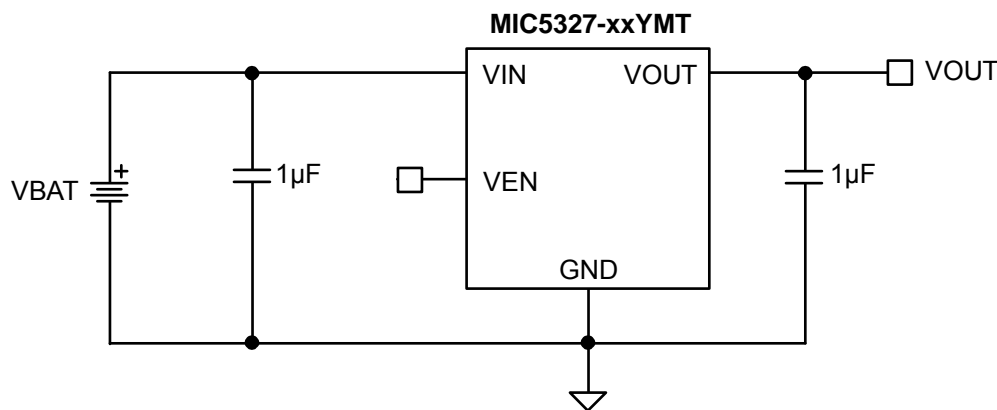 MIC5327-xxYMT
VIN
VOUT
VOUT
VBAT
+
1µF
VEN
1µF
GND